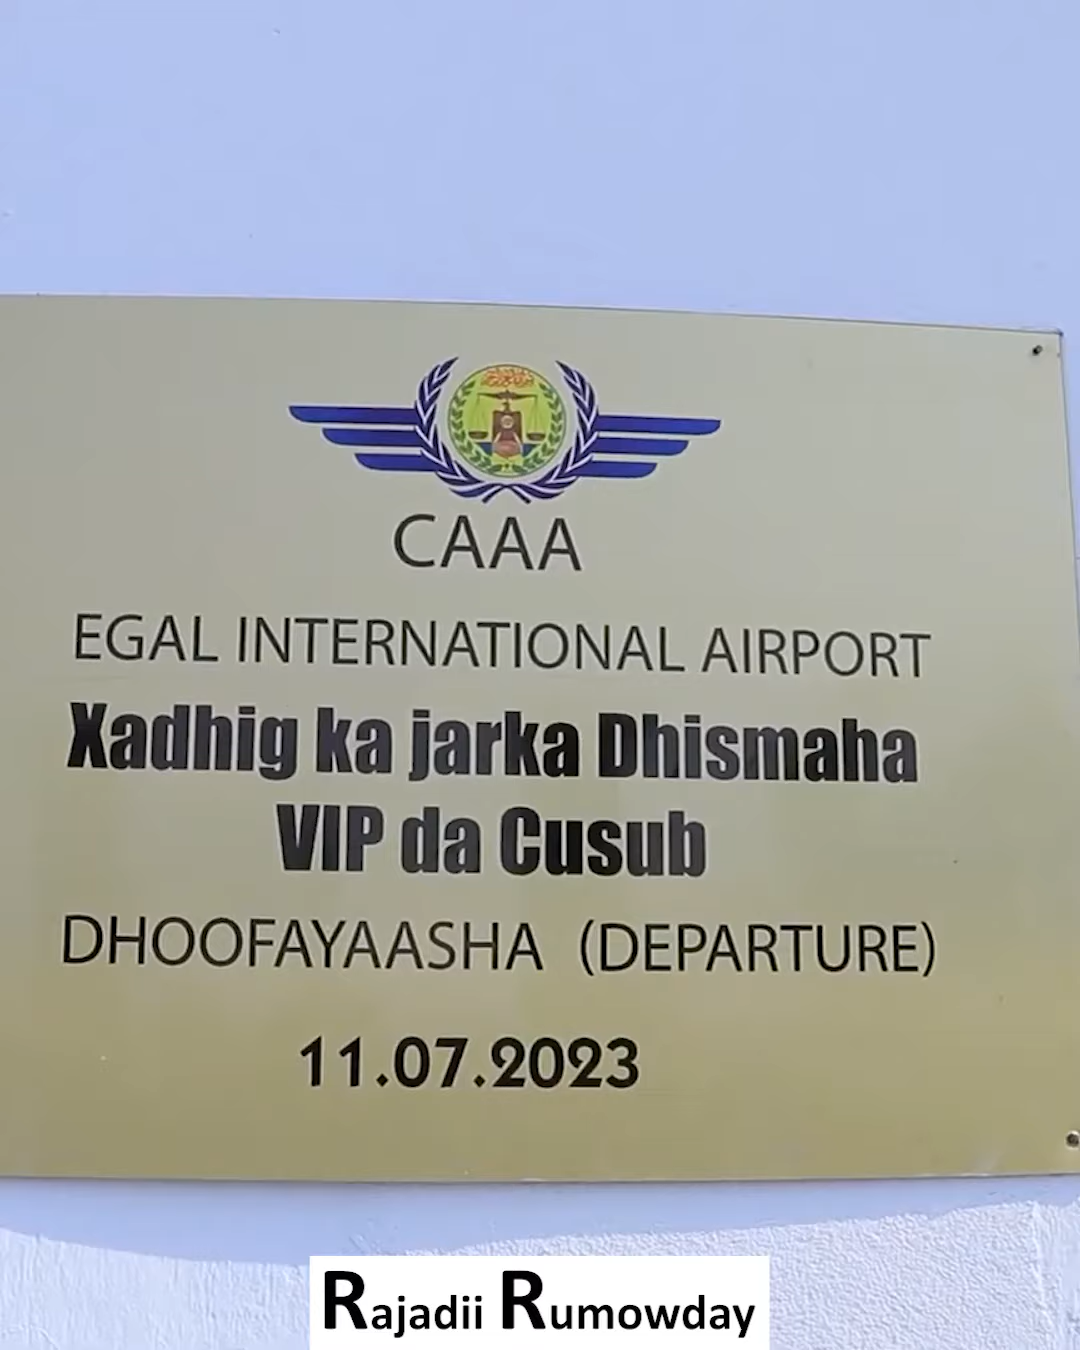 CAAA
EGAL INTERNATIONAL AIRPORT
Xadhig ka jarka Dhismaha
VIP da Cusub
DHOOFAYAASHA (DEPARTURE)
11.07.2023
Rajadii Rumowday